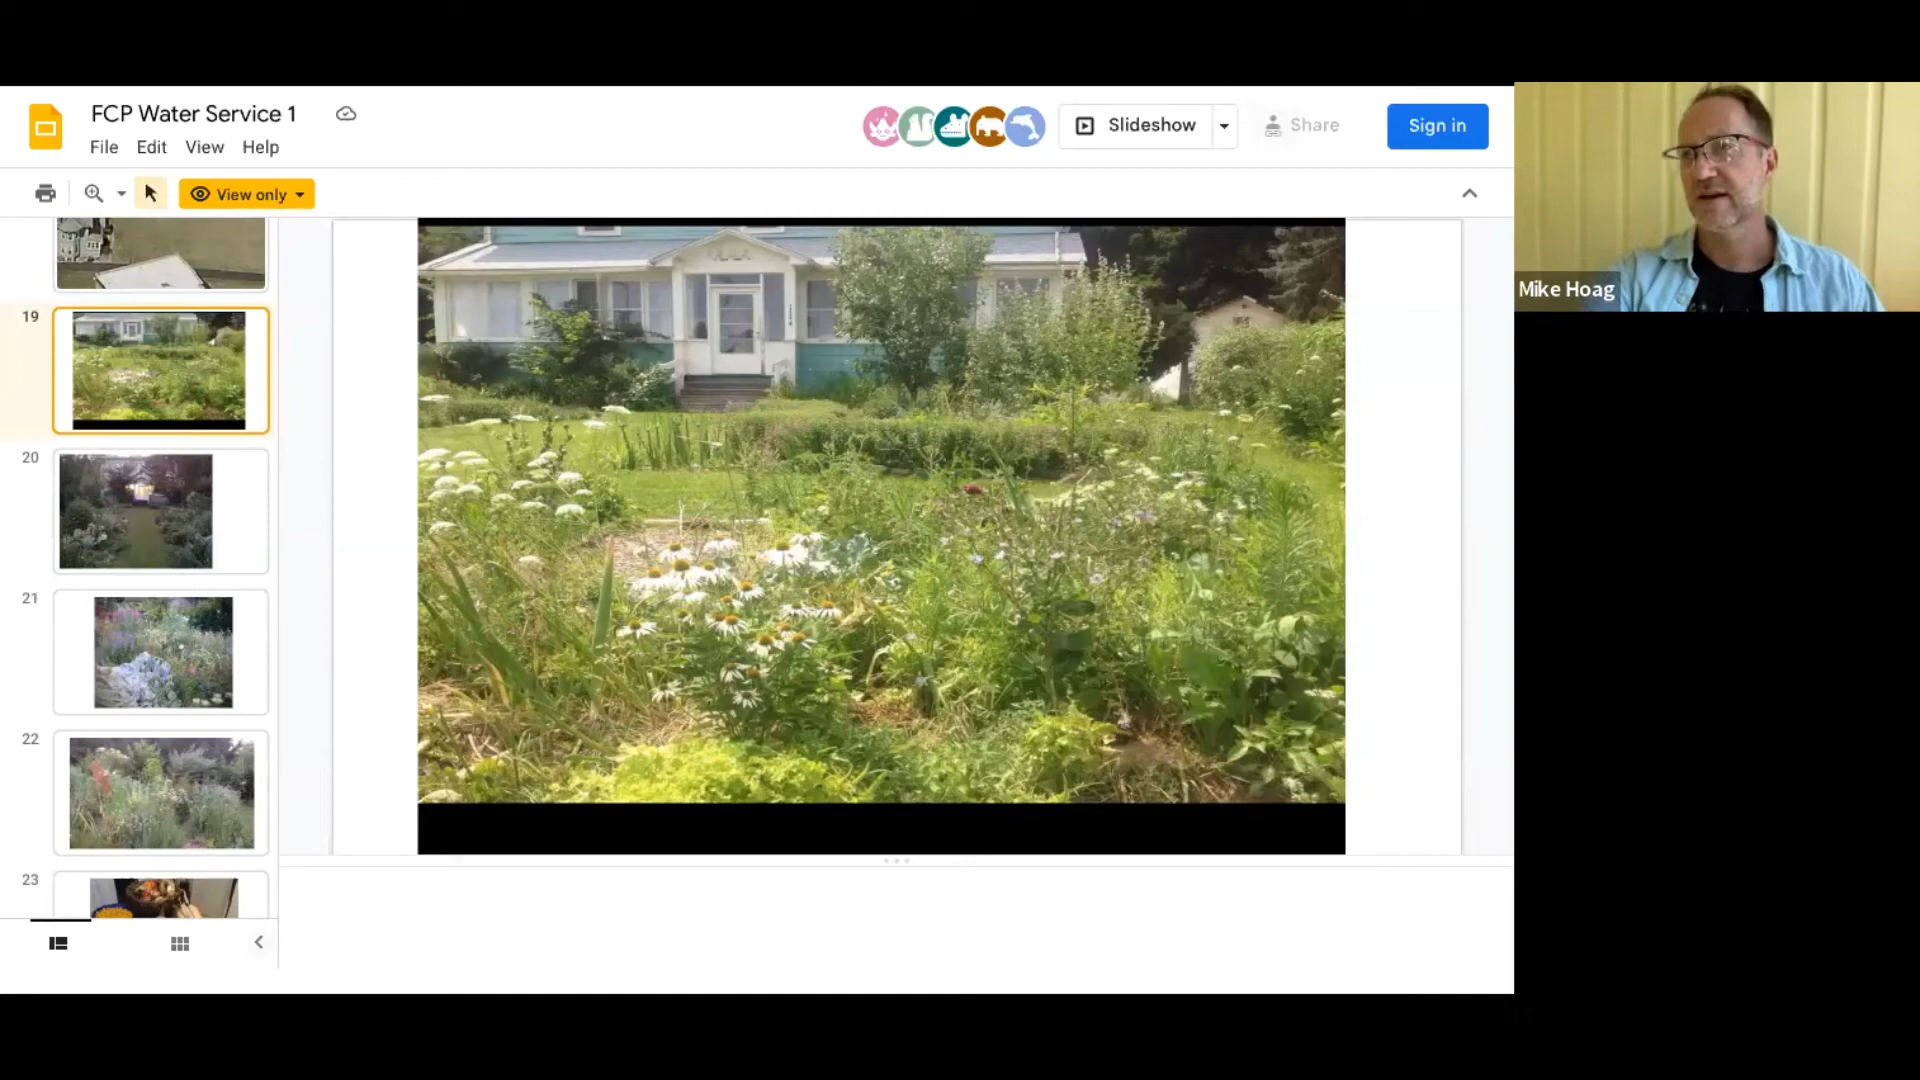 FCP Water Service 1
File Edit View Help
Slideshow
Share
Sign in
View only
19
20
21
22
23
Mike Hoag